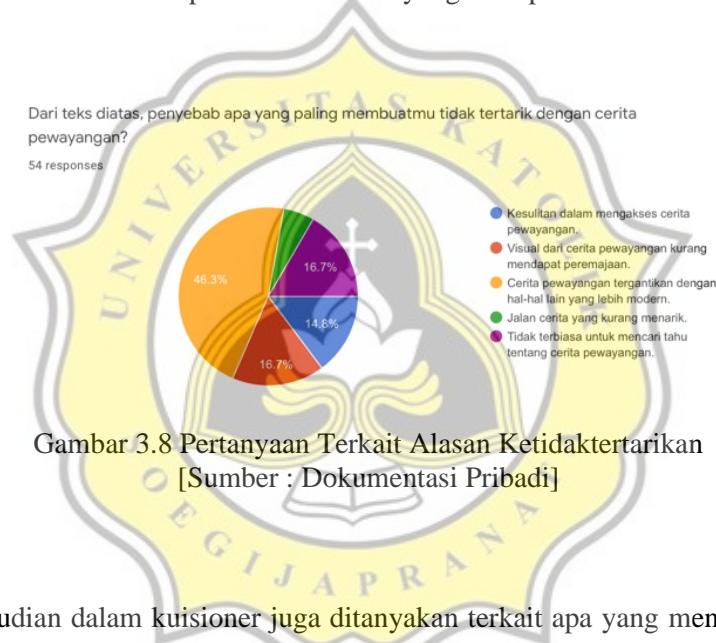 Dari teks diatas, penyebab apa yang paling membuatmu tidak tertarik dengan cerita
pewayangan?
54 responses
46.3%
16.7%
14.8%
16.7%
Kesulitan dalam mengakses cerita
pewayangan.
Visual dari cerita pewayangan kurang
mendapat peremajaan.
Cerita pewayangan tergantikan dengan
hal-hal lain yang lebih modern.
Jalan cerita yang kurang menarik.
Tidak terbiasa untuk mencari tahu
tentang cerita pewayangan.
UNIVERSITAS KATOLIK
SOEGIJAPRANATA
Gambar 3.8 Pertanyaan Terkait Alasan Ketidaktertarikan
[Sumber : Dokumentasi Pribadi]
dalam kuisioner juga ditanyakan terkait apa yang